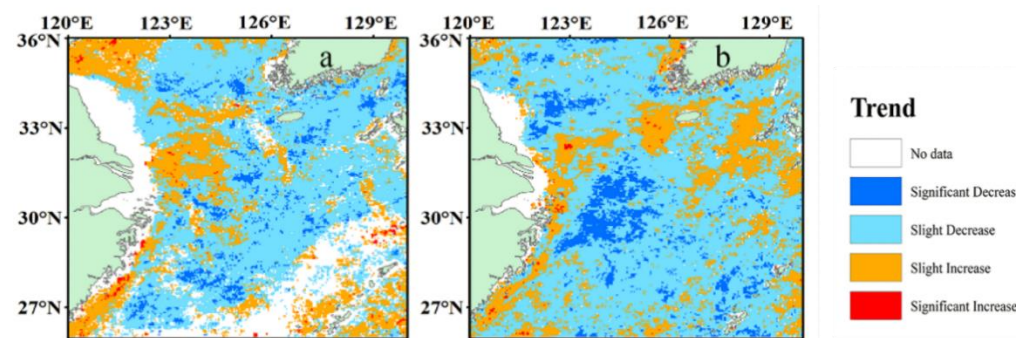 120°E 123°E 126°E 129°E 120°E 123°E 126°E 129°E
36°N 36°N
a b
33°N 33°N
30°N 30°N
27°N 27°N
Trend
No data
Significant Decreas
Slight Decrease
Slight Increase
Significant Increase